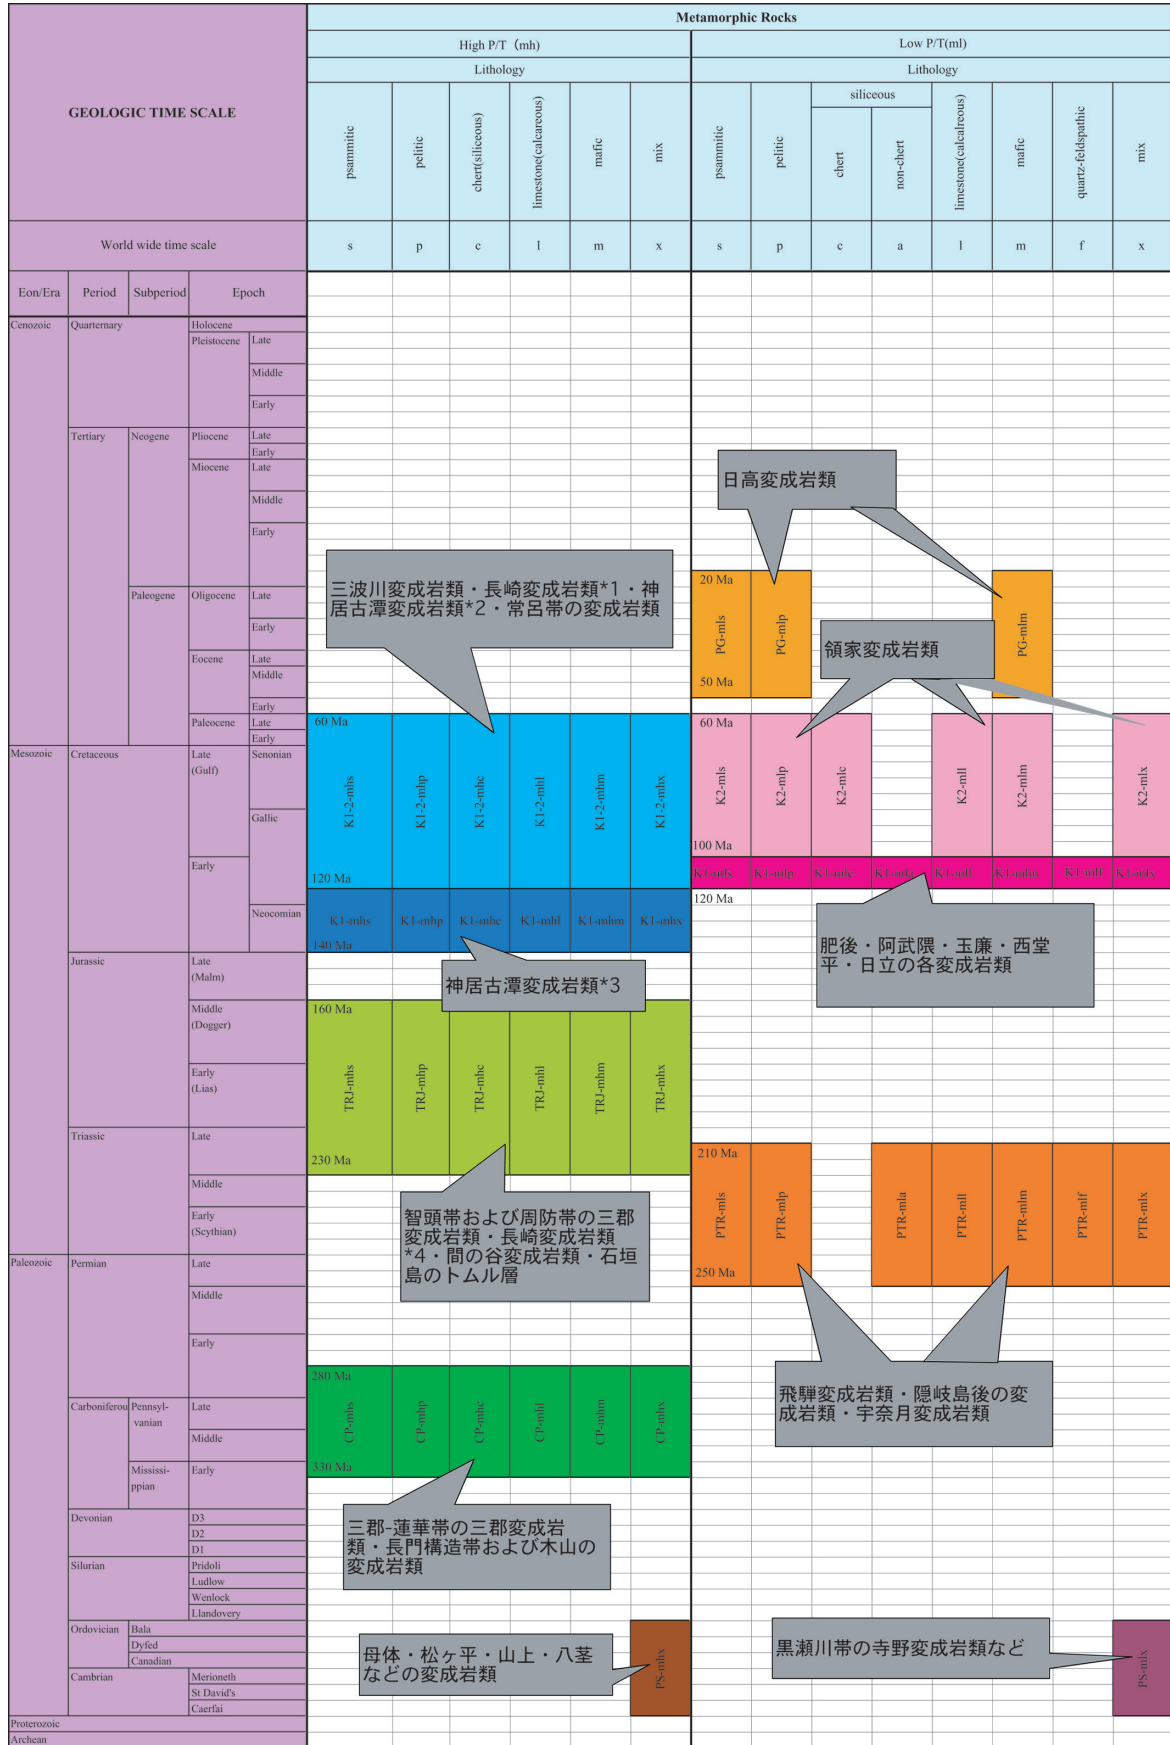 Metamorphic Rocks
High P/T (mh)
Low P/T(ml)
Lithology
Lithology
GEOLOGIC TIME SCALE
siliceous
psammitic
pelitic
chert(siliceous)
limestone(calcareous)
mafic
mix
psammitic
pelitic
chert
non-chert
limestone(calcalreous)
mafic
quartz-feldspathic
mix
World wide time scale
s
p
c
l
m
x
s
p
c
a
l
m
f
x
Eon/Era
Period
Subperiod
Epoch
Cenozoic
Quarternary
Holocene
Pleistocene
Late
Middle
Early
Tertiary
Neogene
Pliocene
Late
Early
Miocene
Late
Middle
Early
Paleogene
Oligocene
Late
Early
Eocene
Late
Middle
Early
Paleocene
Late
Early
Mesozoic
Cretaceous
Late
(Gulf)
Senonian
Gallic
Early
Neocomian
Jurassic
Late
(Malm)
Middle
(Dogger)
Early
(Lias)
Triassic
Late
Middle
Early
(Scythian)
Paleozoic
Permian
Late
Middle
Early
Carboniferou
Pennsyl-
vanian
Late
Middle
Mississi-
ppian
Early
Devonian
D3
D2
D1
Silurian
Pridoli
Ludlow
Wenlock
Llandovery
Ordovician
Bala
Dyfed
Canadian
Cambrian
Merioneth
St David's
Caerfai
Proterozoic
Archean
日高変成岩類
20 Ma
PG-mls
PG-mlp
PG-mlm
50 Ma
三波川変成岩類・長崎変成岩類*1・神
居古潭変成岩類*2・常呂帯の変成岩類
領家変成岩類
60 Ma
K1-2-mhs
K1-2-mhp
K1-2-mhc
K1-2-mhl
K1-2-mhm
K1-2-mhx
120 Ma
60 Ma
K2-mls
K2-mlp
K2-mlc
K2-mll
K2-mlm
K2-mlx
100 Ma
K1-mls
K1-mlp
K1-mlc
K1-mla
K1-mll
K1-mlm
K1-mlf
K1-mlx
120 Ma
K1-mhs
K1-mhp
K1-mhc
K1-mhl
K1-mhm
K1-mhx
140 Ma
肥後・阿武隈・玉廉・西堂
平・日立の各変成岩類
神居古潭変成岩類*3
160 Ma
TRJ-mhs
TRJ-mhp
TRJ-mhc
TRJ-mhl
TRJ-mhm
TRJ-mhx
230 Ma
210 Ma
PTR-mls
PTR-mlp
PTR-mla
PTR-mll
PTR-mlm
PTR-mlf
PTR-mlx
250 Ma
智頭帯および周防帯の三郡
変成岩類・長崎変成岩類
*4・間の谷変成岩類・石垣
島のトムル層
飛騨変成岩類・隠岐島後の変
成岩類・宇奈月変成岩類
280 Ma
CP-mhs
CP-mhp
CP-mhc
CP-mhl
CP-mhm
CP-mhx
330 Ma
三郡-蓮華帯の三郡変成岩
類・長門構造帯および木山の
変成岩類
母体・松ヶ平・山上・八茎
などの変成岩類
PS-mhx
黒瀬川帯の寺野変成岩類など
PS-mlx